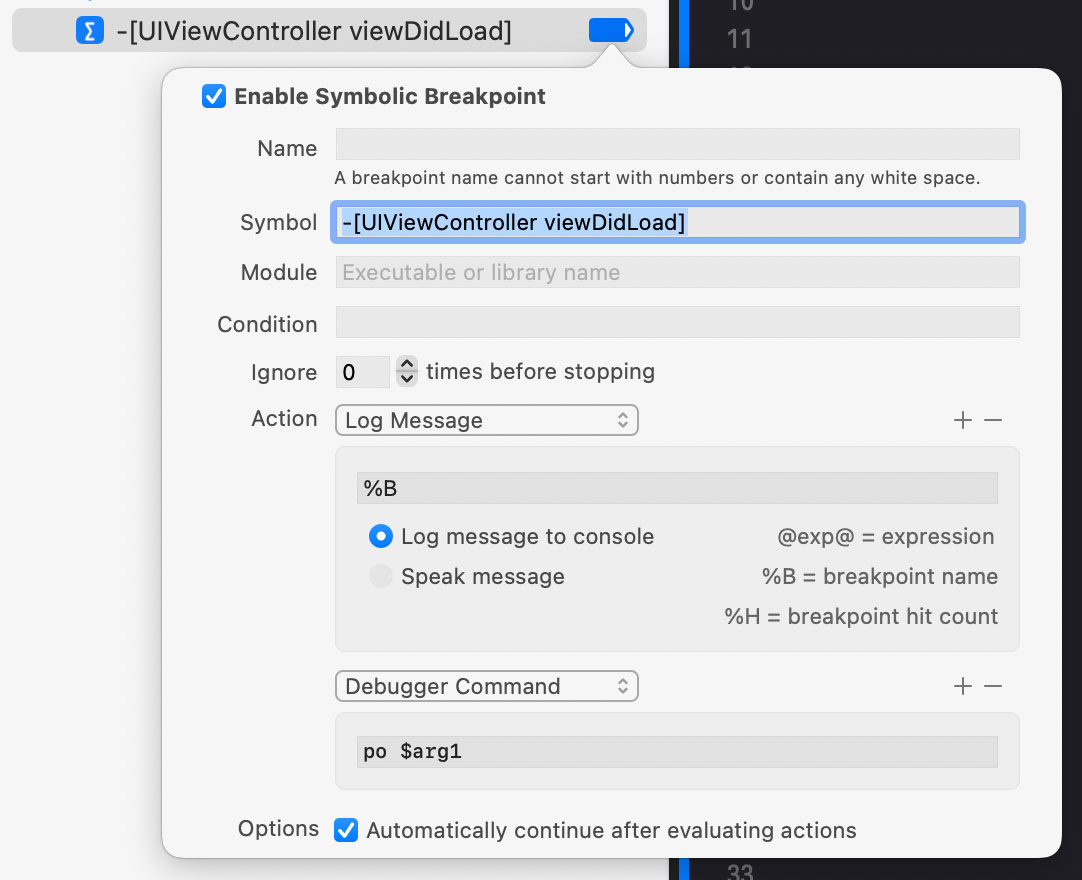 -[UIViewController viewDidLoad]
10
11
Enable Symbolic Breakpoint
Name
A breakpoint name cannot start with numbers or contain any white space.
Symbol -[UIViewController viewDidLoad]
Module Executable or library name
Condition
Ignore 0 times before stopping
Action Log Message + −
%B
Log message to console @exp@ = expression
Speak message %B = breakpoint name
%H = breakpoint hit count
Debugger Command + −
po $arg1
Options Automatically continue after evaluating actions
33